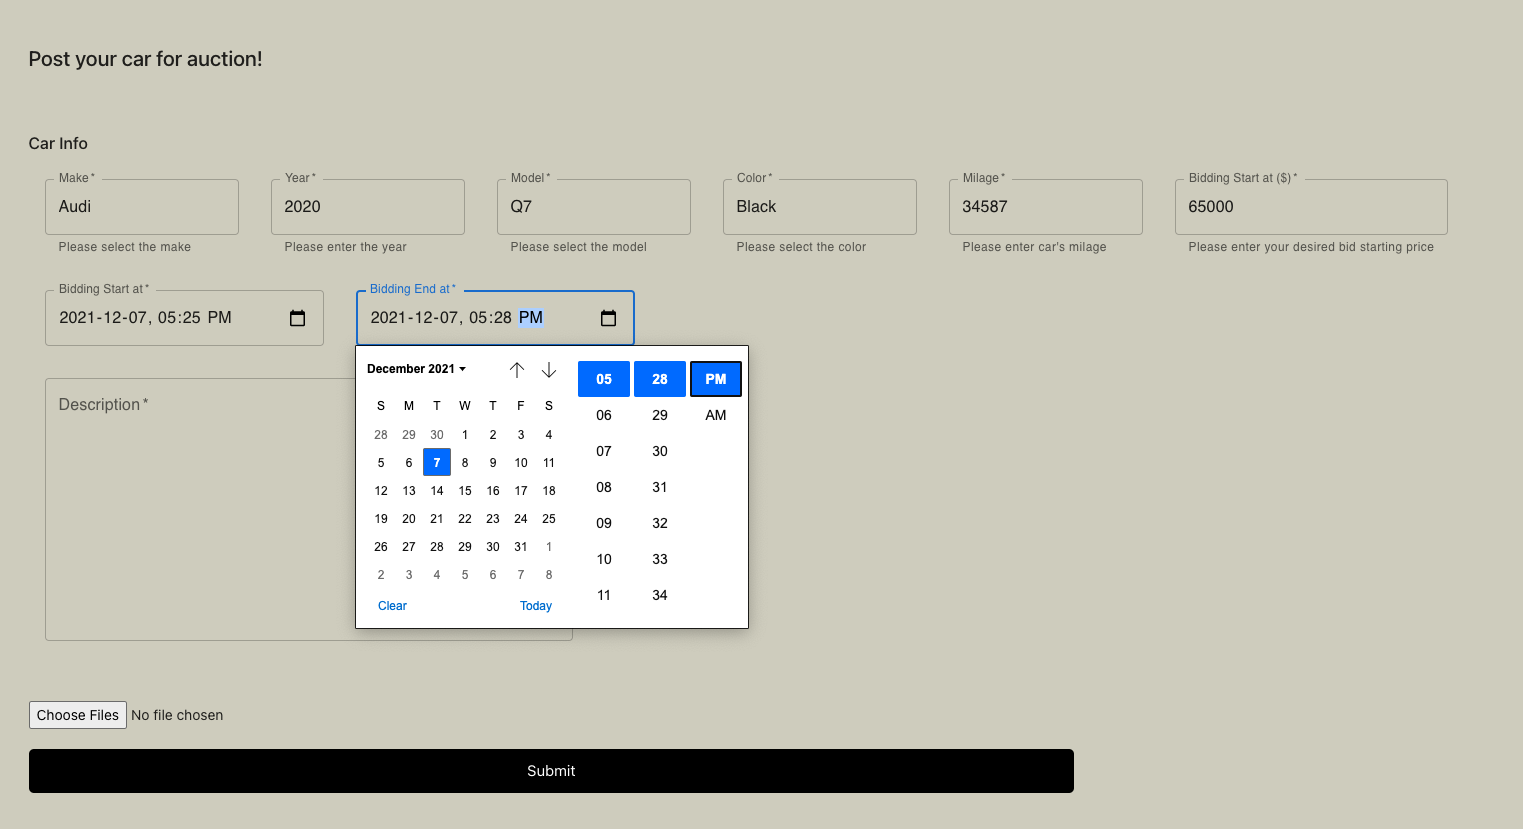 Post your car for auction!
Car Info
Make * Year * Model * Color * Milage * Bidding Start at ($) *
Audi 2020 Q7 Black 34587 65000
Please select the make Please enter the year Please select the model Please select the color Please enter car's milage Please enter your desired bid starting price
Bidding Start at * Bidding End at *
2021-12-07, 05:25 PM 2021-12-07, 05:28 PM
Description *
December 2021
S M T W T F S
28 29 30 1 2 3 4
5 6 7 8 9 10 11
12 13 14 15 16 17 18
19 20 21 22 23 24 25
26 27 28 29 30 31 1
2 3 4 5 6 7 8
Clear Today
05 28 PM
06 29 AM
07 30
08 31
09 32
10 33
11 34
Choose Files No file chosen
Submit